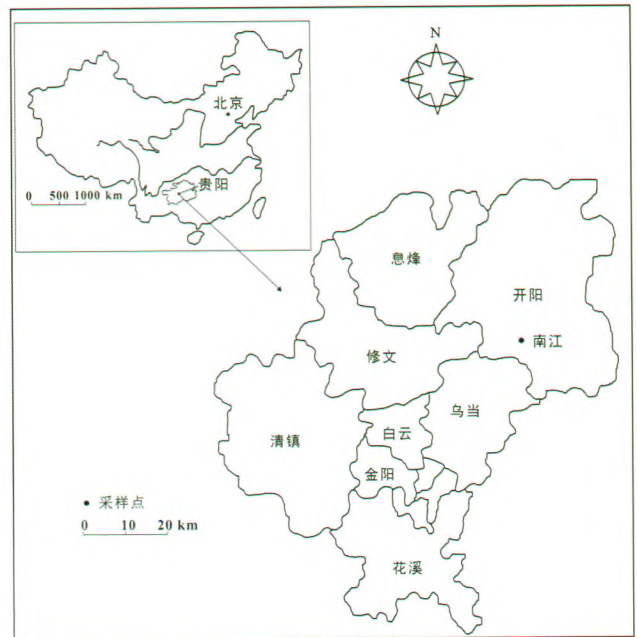 N
北京
贵阳
0 500 1000 km
息烽
开阳
南江
修文
乌当
白云
清镇
金阳
采样点
0 10 20 km
花溪